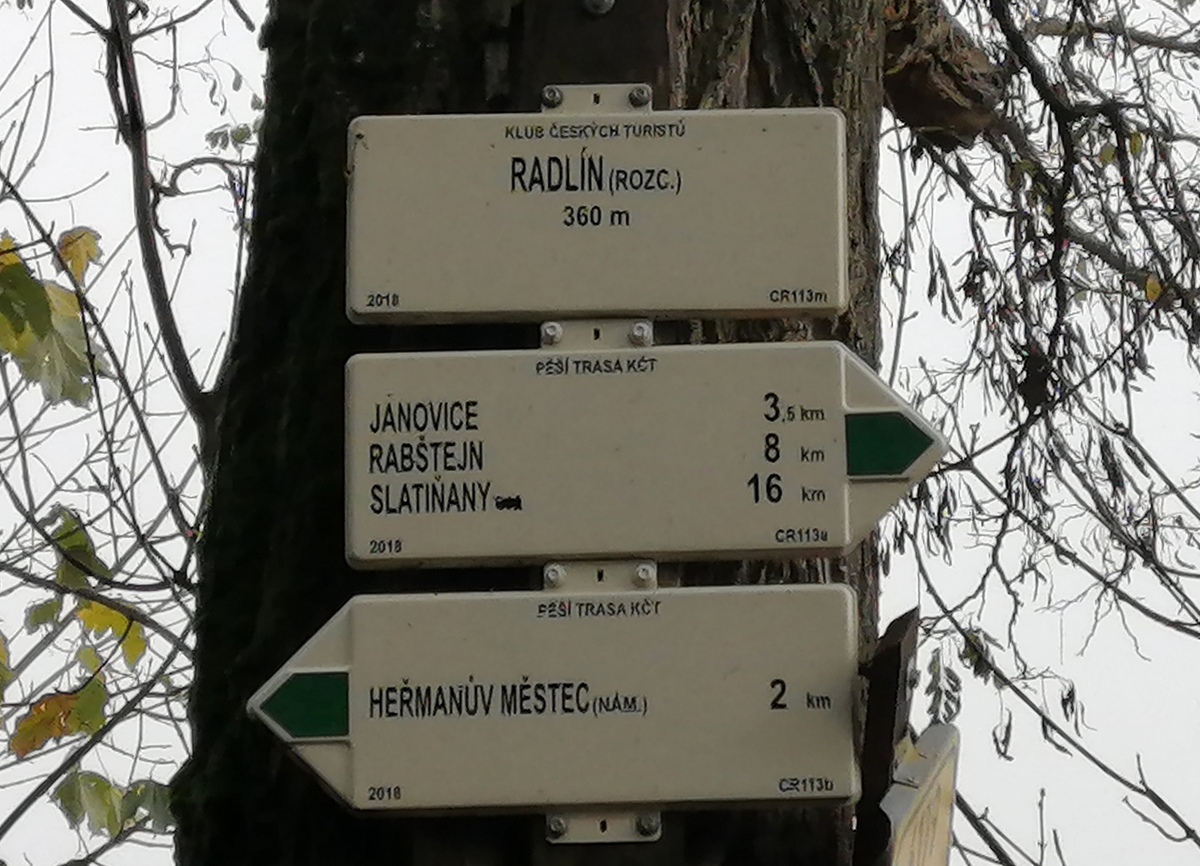 KLUB ČESKÝCH TURISTŮ
RADLÍN (ROZC.)
360 m
2018 CR113m
PĚŠÍ TRASA KČT
JANOVICE 3,5 km
RABŠTEJN 8 km
SLATIŇANY 16 km
2018 CR113a
PĚŠÍ TRASA KČT
HEŘMANŮV MĚSTEC (NÁM.) 2 km
2018 CR113b